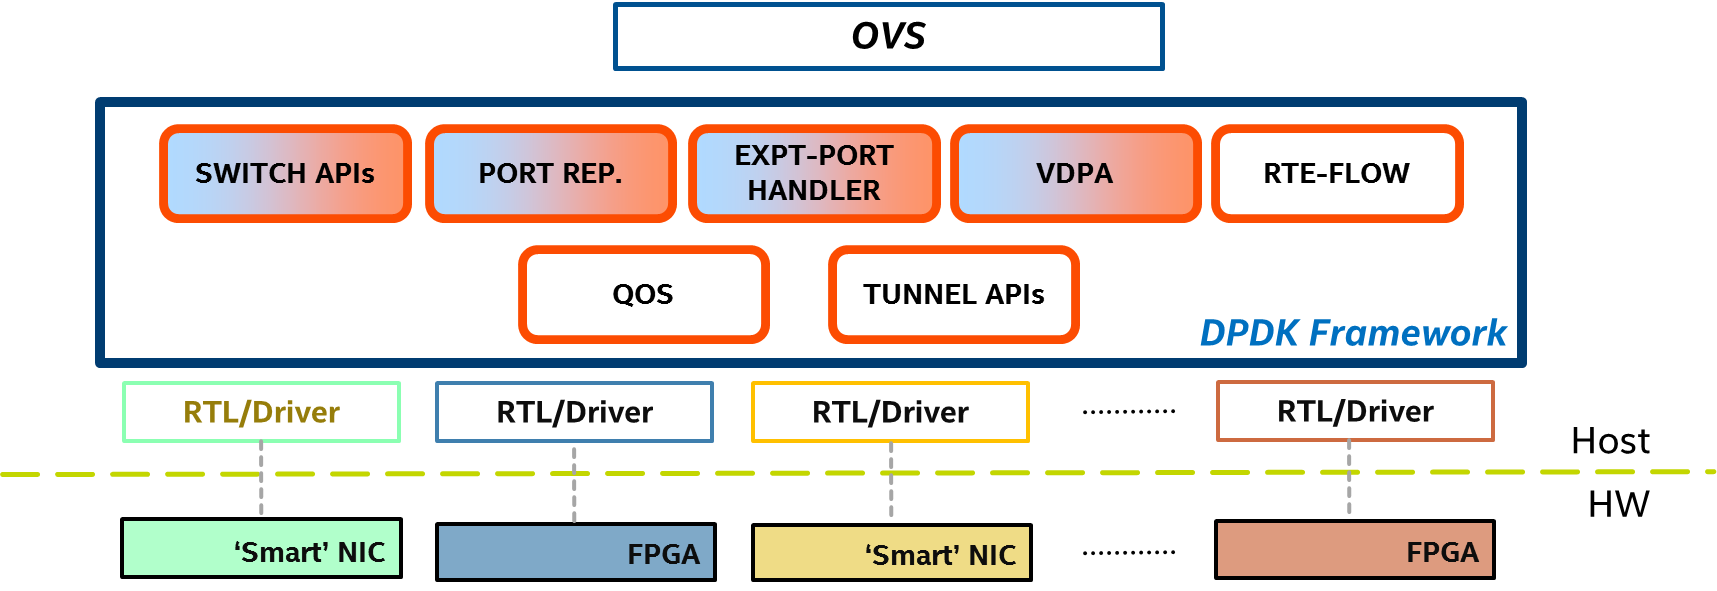 OVS
SWITCH APIs
PORT REP.
EXPT-PORT
HANDLER
VDPA
RTE-FLOW
QOS
TUNNEL APIs
DPDK Framework
RTL/Driver
RTL/Driver
RTL/Driver
............
RTL/Driver
Host
HW
‘Smart’ NIC
FPGA
‘Smart’ NIC
............
FPGA